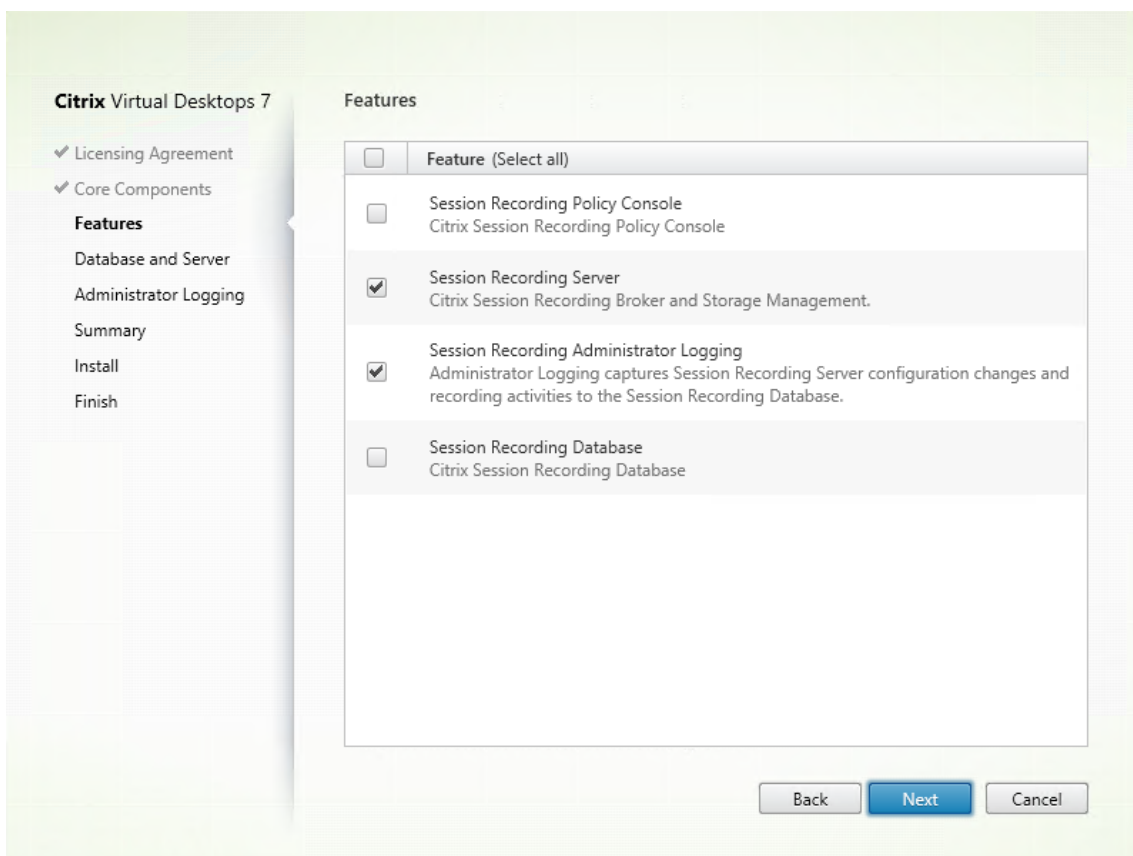 Citrix Virtual Desktops 7
Licensing Agreement
Core Components
Features
Database and Server
Administrator Logging
Summary
Install
Finish
Features
Feature (Select all)
Session Recording Policy Console
Citrix Session Recording Policy Console
Session Recording Server
Citrix Session Recording Broker and Storage Management.
Session Recording Administrator Logging
Administrator Logging captures Session Recording Server configuration changes and
recording activities to the Session Recording Database.
Session Recording Database
Citrix Session Recording Database
Back
Next
Cancel